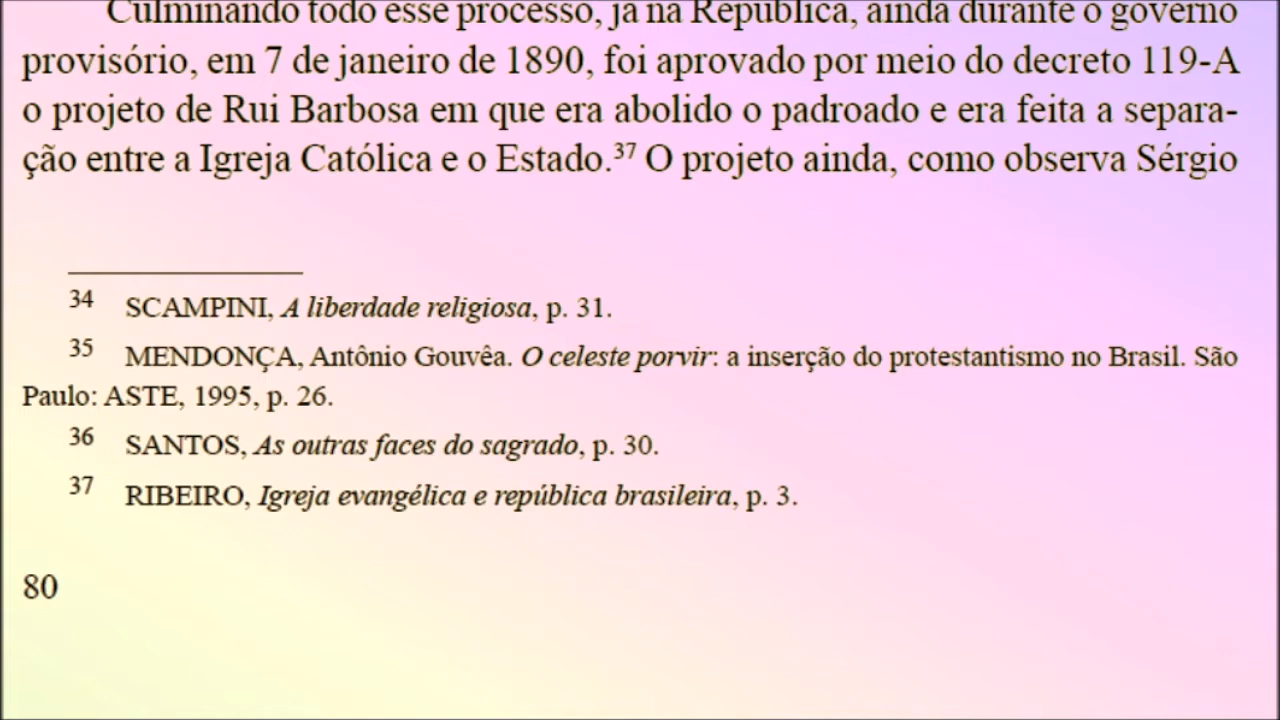 Culminando todo esse processo, já na República, ainda durante o governo
provisório, em 7 de janeiro de 1890, foi aprovado por meio do decreto 119-A
o projeto de Rui Barbosa em que era abolido o padroado e era feita a separa-
ção entre a Igreja Católica e o Estado.³⁷ O projeto ainda, como observa Sérgio
34 SCAMPINI, A liberdade religiosa, p. 31.
35 MENDONÇA, Antônio Gouvêa. O celeste porvir: a inserção do protestantismo no Brasil. São
Paulo: ASTE, 1995, p. 26.
36 SANTOS, As outras faces do sagrado, p. 30.
37 RIBEIRO, Igreja evangélica e república brasileira, p. 3.
80